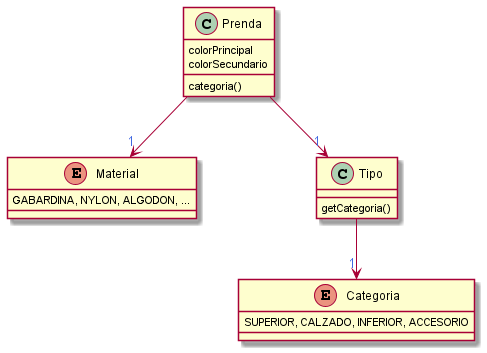 C Prenda
colorPrincipal
colorSecundario
categoria()
1
1
E Material
GABARDINA, NYLON, ALGODON, ...
C Tipo
getCategoria()
1
E Categoria
SUPERIOR, CALZADO, INFERIOR, ACCESORIO